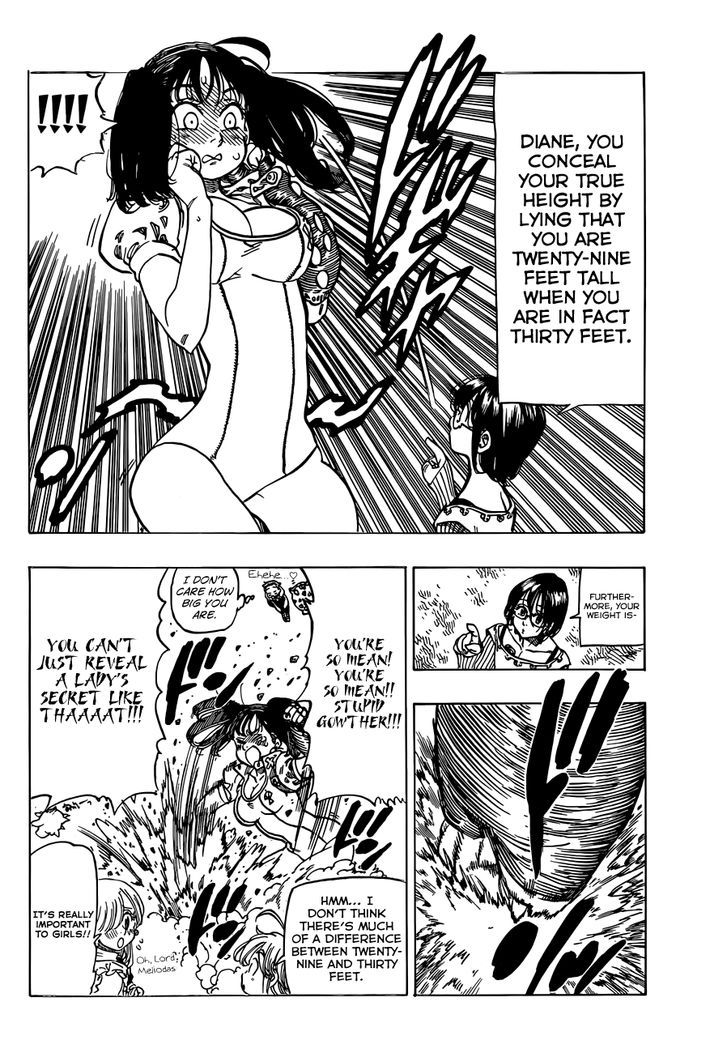 !!!!
DIANE, YOU
CONCEAL
YOUR TRUE
HEIGHT BY
LYING THAT
YOU ARE
TWENTY-NINE
FEET TALL
WHEN YOU
ARE IN FACT
THIRTY FEET.
FURTHER-
MORE, YOUR
WEIGHT IS-
Ehehe...♡
I DON'T
CARE HOW
BIG YOU
ARE.
YOU'RE
SO MEAN!
YOU'RE
SO MEAN!!
STUPID
GOWTHER!!!
YOU CAN'T
JUST REVEAL
A LADY'S
SECRET LIKE
THAAAAT!!!
HMM... I
DON'T THINK
THERE'S MUCH
OF A DIFFERENCE
BETWEEN TWENTY-
NINE AND THIRTY
FEET.
IT'S REALLY
IMPORTANT
TO GIRLS!!
Oh, Lord
Meliodas